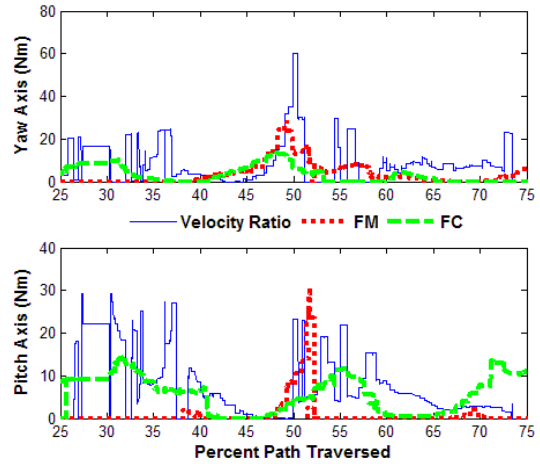 80
60
40
20
0
Yaw Axis (Nm)
25 30 35 40 45 50 55 60 65 70 75
Velocity Ratio FM FC
40
30
20
10
0
Pitch Axis (Nm)
25 30 35 40 45 50 55 60 65 70 75
Percent Path Traversed